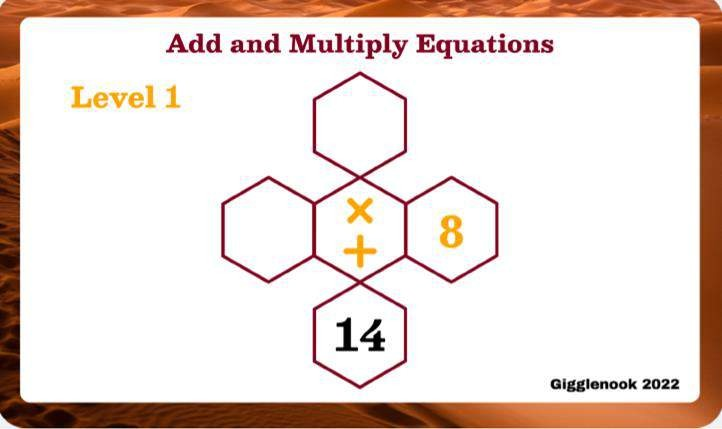 Add and Multiply Equations
Level 1
×
+
8
14
Gigglenook 2022